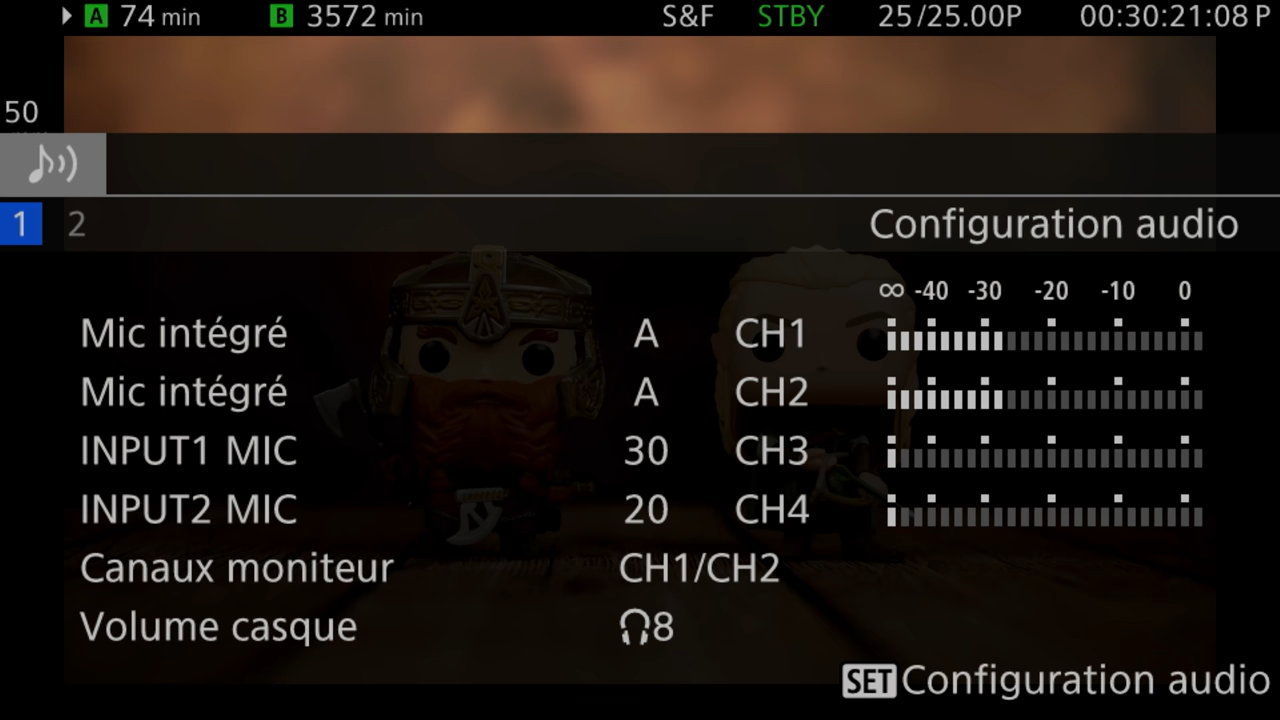 A 74 min B 3572 min S&F STBY 25/25.00P 00:30:21:08 P
50
1 2 Configuration audio
∞ -40 -30 -20 -10 0
Mic intégré A CH1
Mic intégré A CH2
INPUT1 MIC 30 CH3
INPUT2 MIC 20 CH4
Canaux moniteur CH1/CH2
Volume casque 8
SET Configuration audio